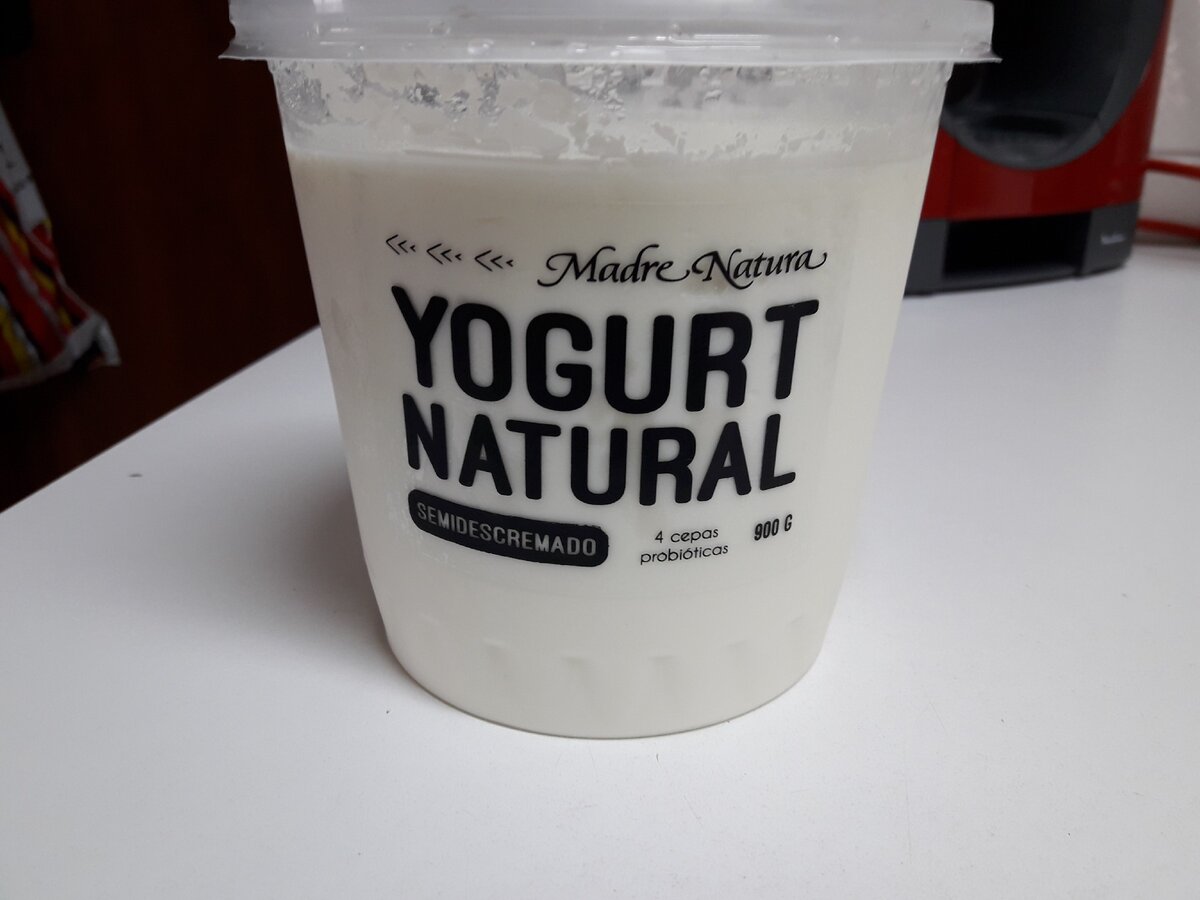 Madre Natura
YOGURT
NATURAL
SEMIDESCREMADO
4 cepas
probióticas
900 G